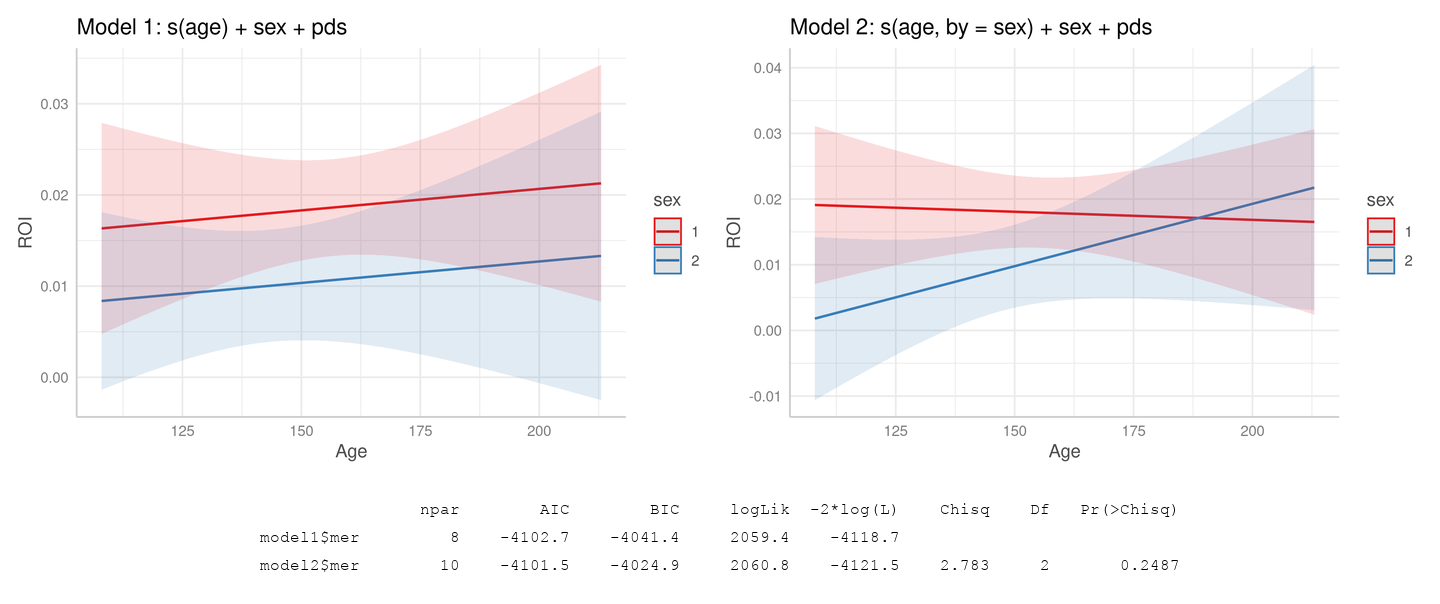 Model 1: s(age) + sex + pds
0.03
0.02
0.01
0.00
ROI
125 150 175 200
Age
sex
1
2
Model 2: s(age, by = sex) + sex + pds
0.04
0.03
0.02
0.01
0.00
-0.01
ROI
125 150 175 200
Age
sex
1
2
npar AIC BIC logLik -2*log(L) Chisq Df Pr(>Chisq)
model1$mer 8 -4102.7 -4041.4 2059.4 -4118.7
model2$mer 10 -4101.5 -4024.9 2060.8 -4121.5 2.783 2 0.2487